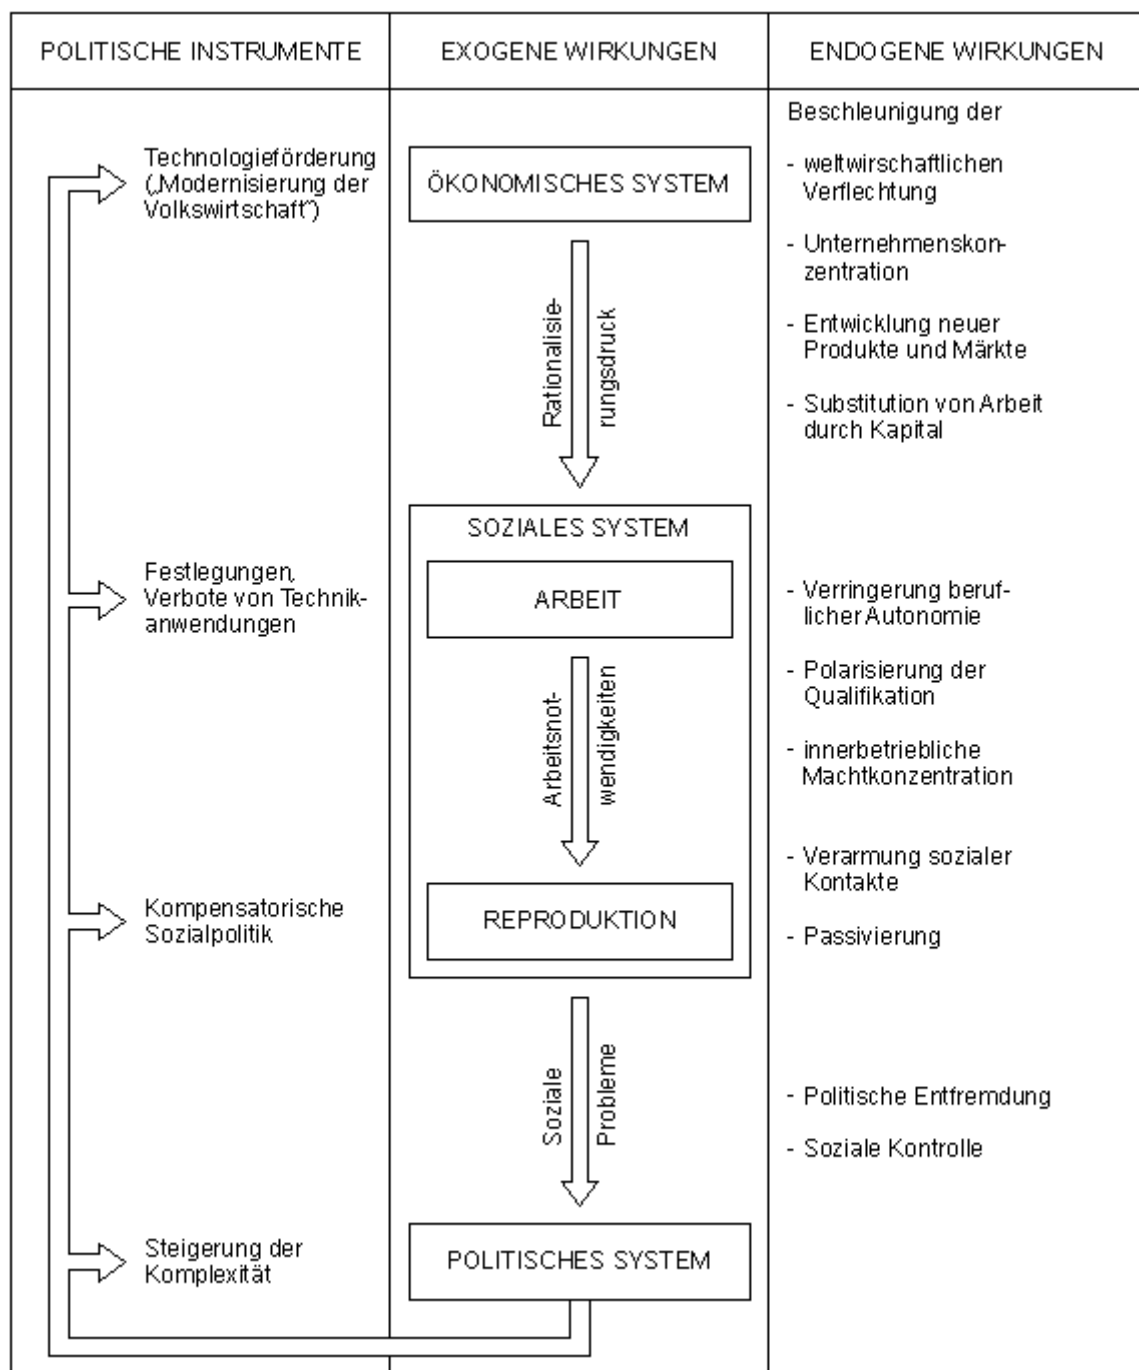 POLITISCHE INSTRUMENTE
EXOGENE WIRKUNGEN
ENDOGENE WIRKUNGEN
Technologieförderung
(„Modernisierung der
Volkswirtschaft“)
Festlegungen,
Verbote von Technik-
anwendungen
Kompensatorische
Sozialpolitik
Steigerung der
Komplexität
ÖKONOMISCHES SYSTEM
Rationalisie-
rungsdruck
SOZIALES SYSTEM
ARBEIT
Arbeitsnot-
wendigkeiten
REPRODUKTION
Soziale
Probleme
POLITISCHES SYSTEM
Beschleunigung der
- weltwirschaftlichen
Verflechtung
- Unternehmenskon-
zentration
- Entwicklung neuer
Produkte und Märkte
- Substitution von Arbeit
durch Kapital
- Verringerung beruf-
licher Autonomie
- Polarisierung der
Qualifikation
- innerbetriebliche
Machtkonzentration
- Verarmung sozialer
Kontakte
- Passivierung
- Politische Entfremdung
- Soziale Kontrolle